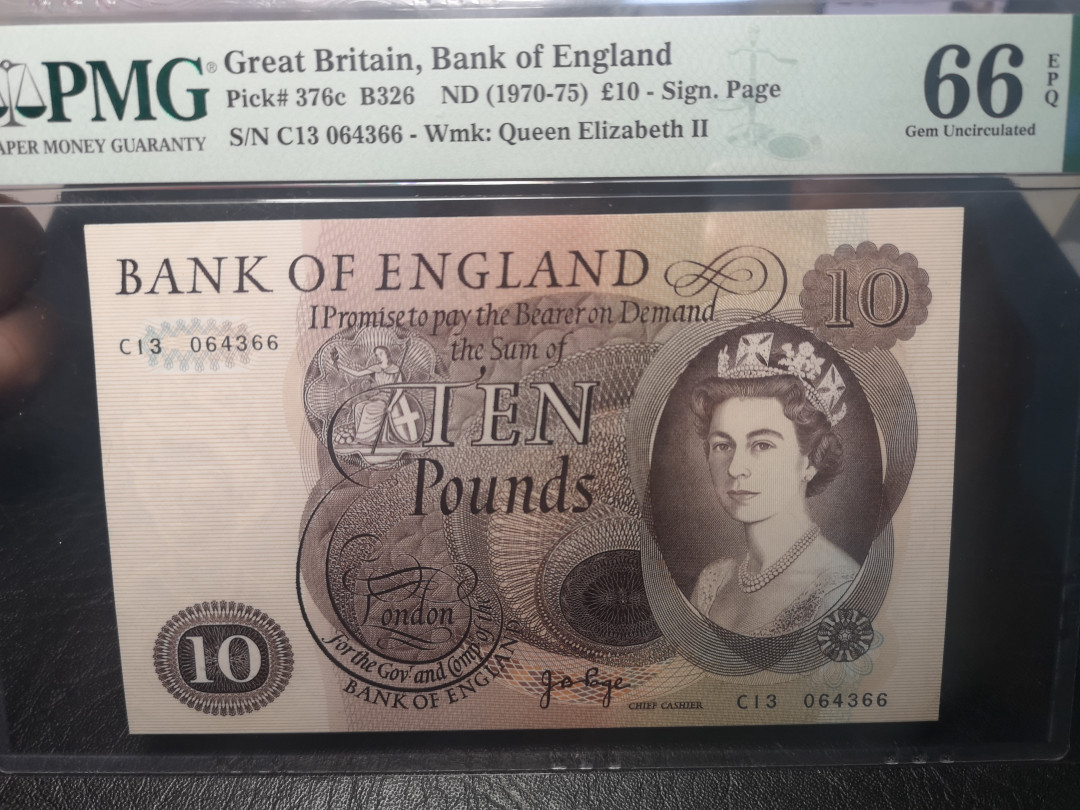 PMG®
PAPER MONEY GUARANTY
Great Britain, Bank of England
Pick# 376c B326 ND (1970-75) £10 - Sign. Page
S/N C13 064366 - Wmk: Queen Elizabeth II
66 EPQ
Gem Uncirculated
BANK OF ENGLAND
10
I Promise to pay the Bearer on Demand
C13 064366
the Sum of
TEN
Pounds
London
for the Govr and Compa of the
BANK OF ENGLAND
10
J B Page
CHIEF CASHIER
C13 064366